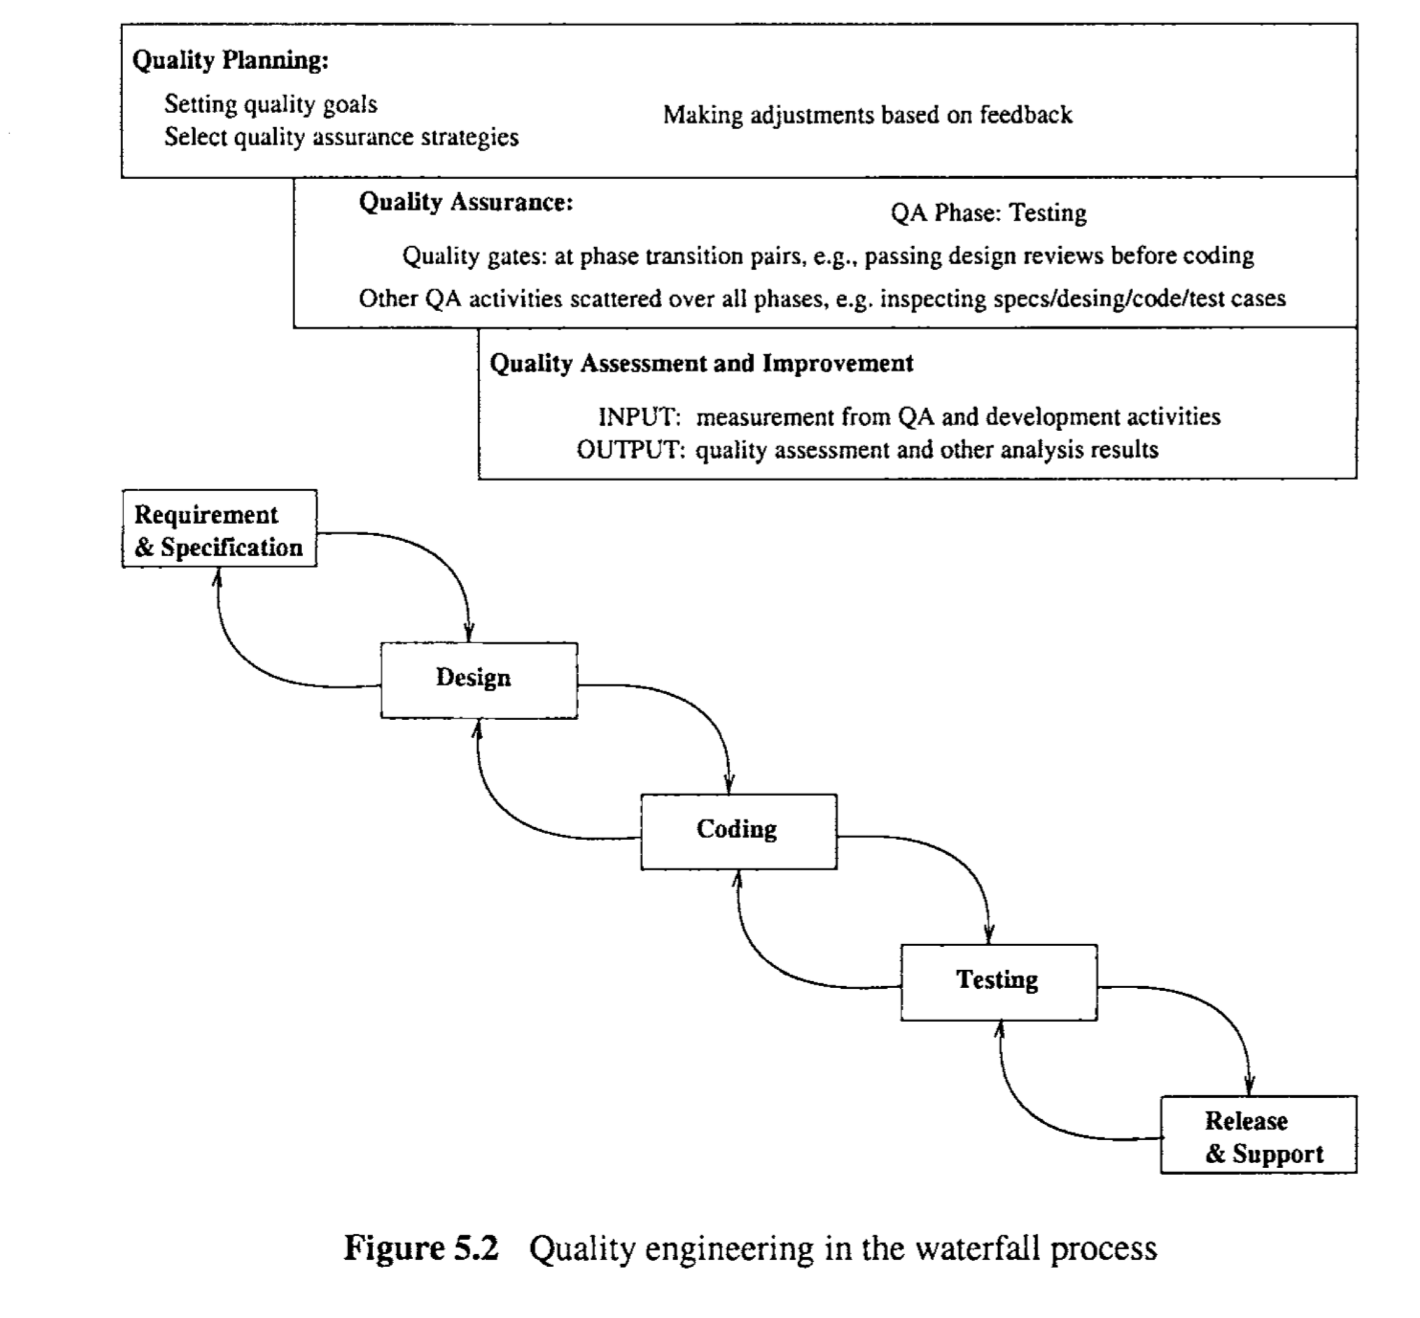 Quality Planning:
Setting quality goals
Select quality assurance strategies
Making adjustments based on feedback
Quality Assurance:
QA Phase: Testing
Quality gates: at phase transition pairs, e.g., passing design reviews before coding
Other QA activities scattered over all phases, e.g. inspecting specs/desing/code/test cases
Quality Assessment and Improvement
INPUT: measurement from QA and development activities
OUTPUT: quality assessment and other analysis results
Requirement
& Specification
Design
Coding
Testing
Release
& Support
Figure 5.2 Quality engineering in the waterfall process